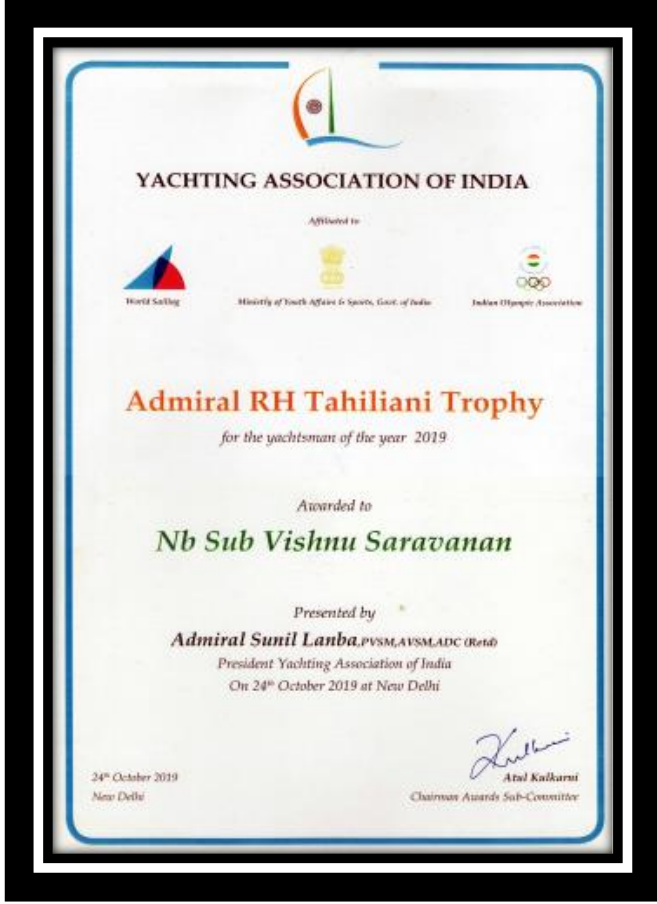 YACHTING ASSOCIATION OF INDIA
Affiliated to
World Sailing
Ministry of Youth Affairs & Sports, Govt. of India
Indian Olympic Association
Admiral RH Tahiliani Trophy
for the yachtsman of the year 2019
Awarded to
Nb Sub Vishnu Saravanan
Presented by
Admiral Sunil Lanba,PVSM,AVSM,ADC (Retd)
President Yachting Association of India
On 24th October 2019 at New Delhi
Kulkarni
24th October 2019
Atul Kulkarni
New Delhi
Chairman Awards Sub-Committee